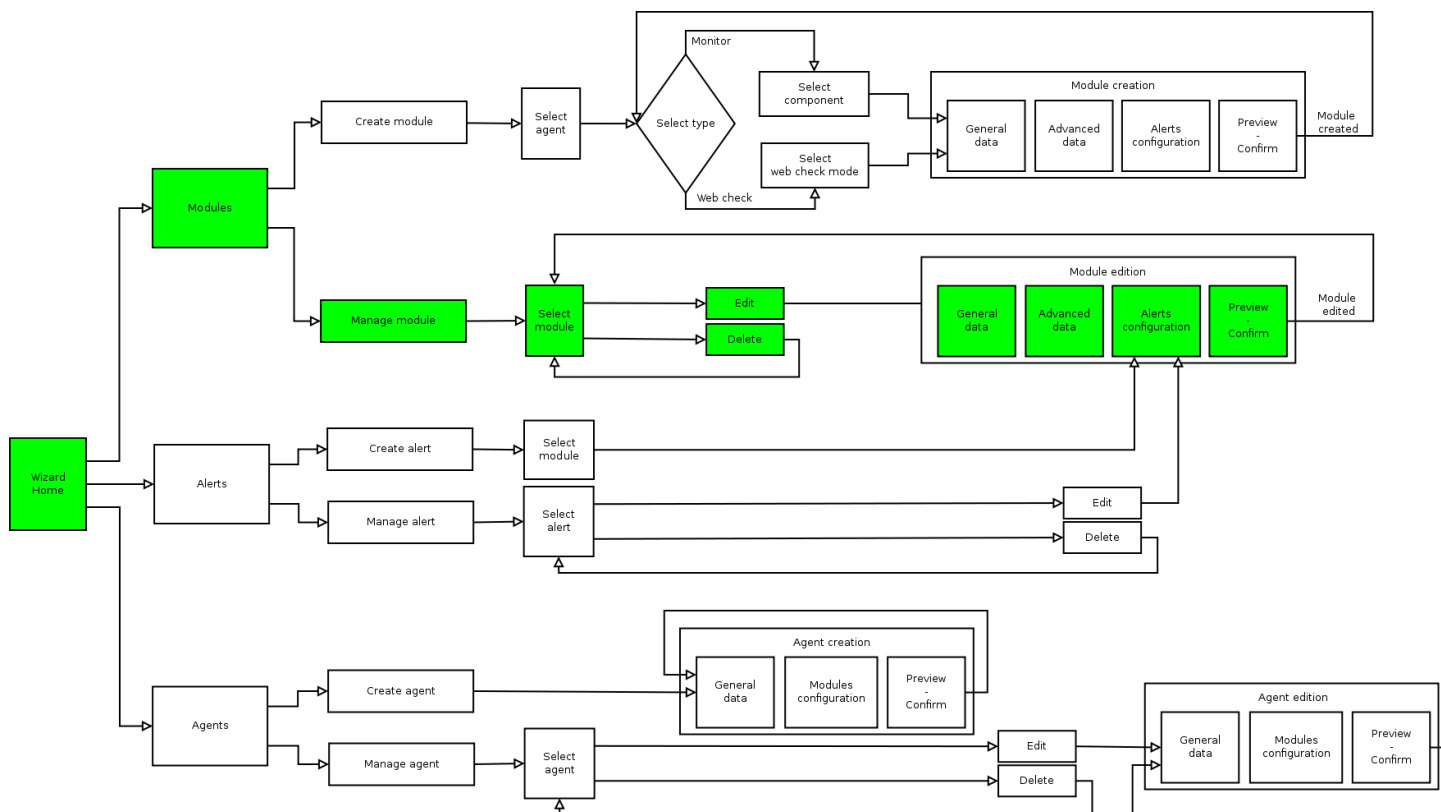 Monitor
Select
component
Module creation
Create module
Select
agent
Select type
General
data
Advanced
data
Alerts
configuration
Preview
-
Confirm
Module
created
Select
web check mode
Web check
Modules
Module edition
Manage module
Select
module
Edit
Delete
General
data
Advanced
data
Alerts
configuration
Preview
-
Confirm
Module
edited
Wizard
Home
Alerts
Create alert
Select
module
Manage alert
Select
alert
Edit
Delete
Agents
Create agent
Agent creation
General
data
Modules
configuration
Preview
-
Confirm
Manage agent
Select
agent
Edit
Delete
Agent edition
General
data
Modules
configuration
Preview
-
Confirm